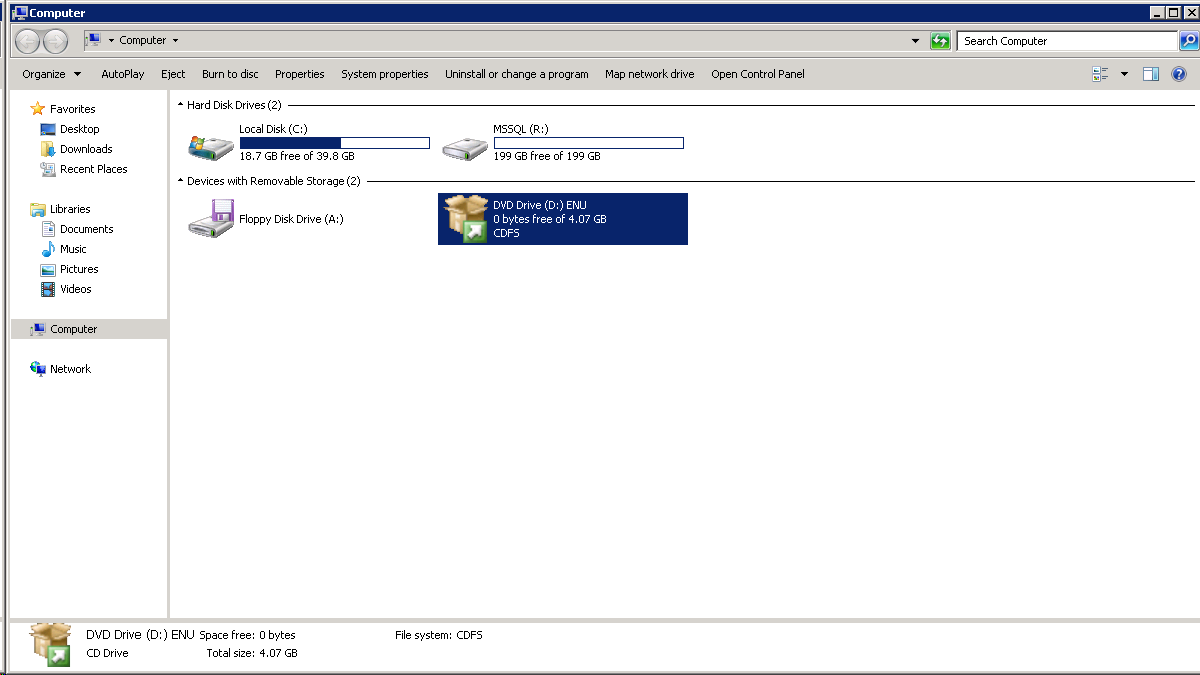 Computer
Computer
Search Computer
Organize AutoPlay Eject Burn to disc Properties System properties Uninstall or change a program Map network drive Open Control Panel
Favorites
Desktop
Downloads
Recent Places
Libraries
Documents
Music
Pictures
Videos
Computer
Network
Hard Disk Drives (2)
Local Disk (C:)
18.7 GB free of 39.8 GB
MSSQL (R:)
199 GB free of 199 GB
Devices with Removable Storage (2)
Floppy Disk Drive (A:)
DVD Drive (D:) ENU
0 bytes free of 4.07 GB
CDFS
DVD Drive (D:) ENU Space free: 0 bytes File system: CDFS
CD Drive Total size: 4.07 GB